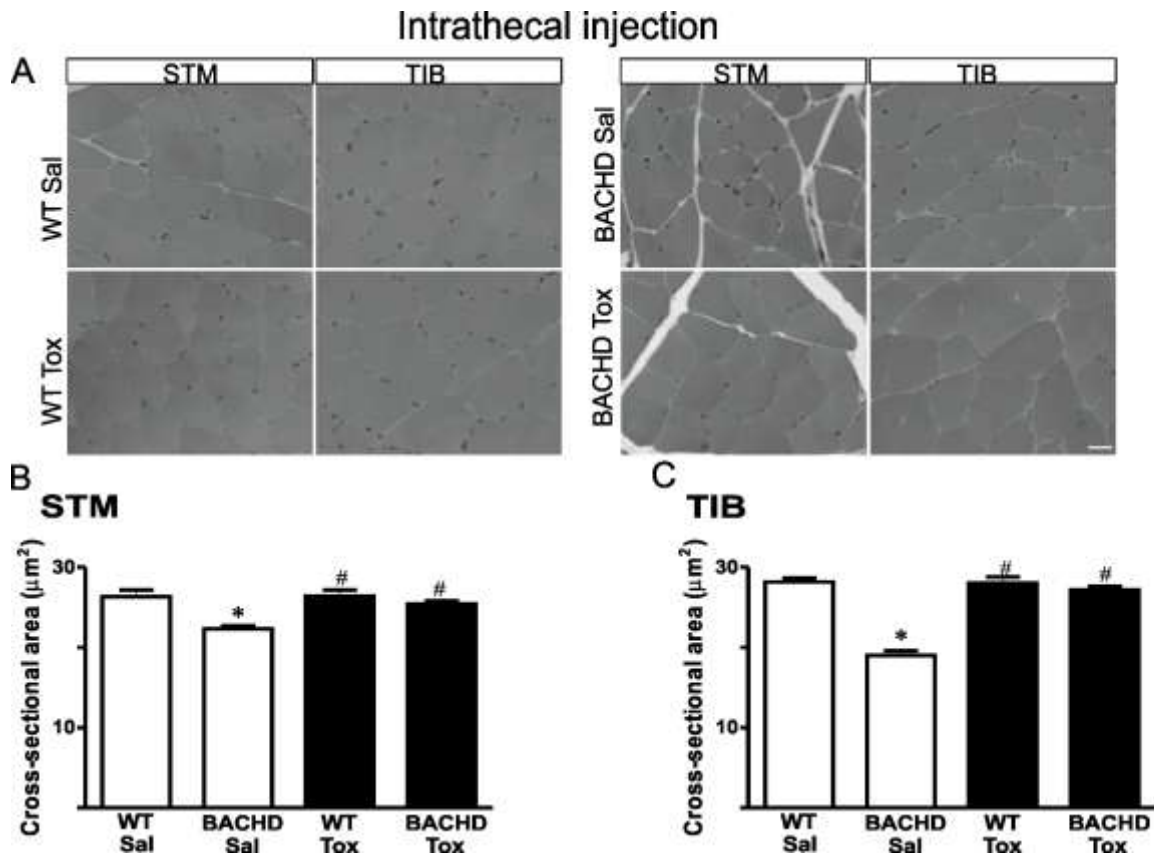 Intrathecal injection
A
STM TIB STM TIB
WT Sal
BACHD Sal
WT Tox
BACHD Tox
B
STM
Cross-sectional area (μm²)
30
10
*
#
#
WT Sal
BACHD Sal
WT Tox
BACHD Tox
C
TIB
Cross-sectional area (μm²)
30
10
*
#
#
WT Sal
BACHD Sal
WT Tox
BACHD Tox